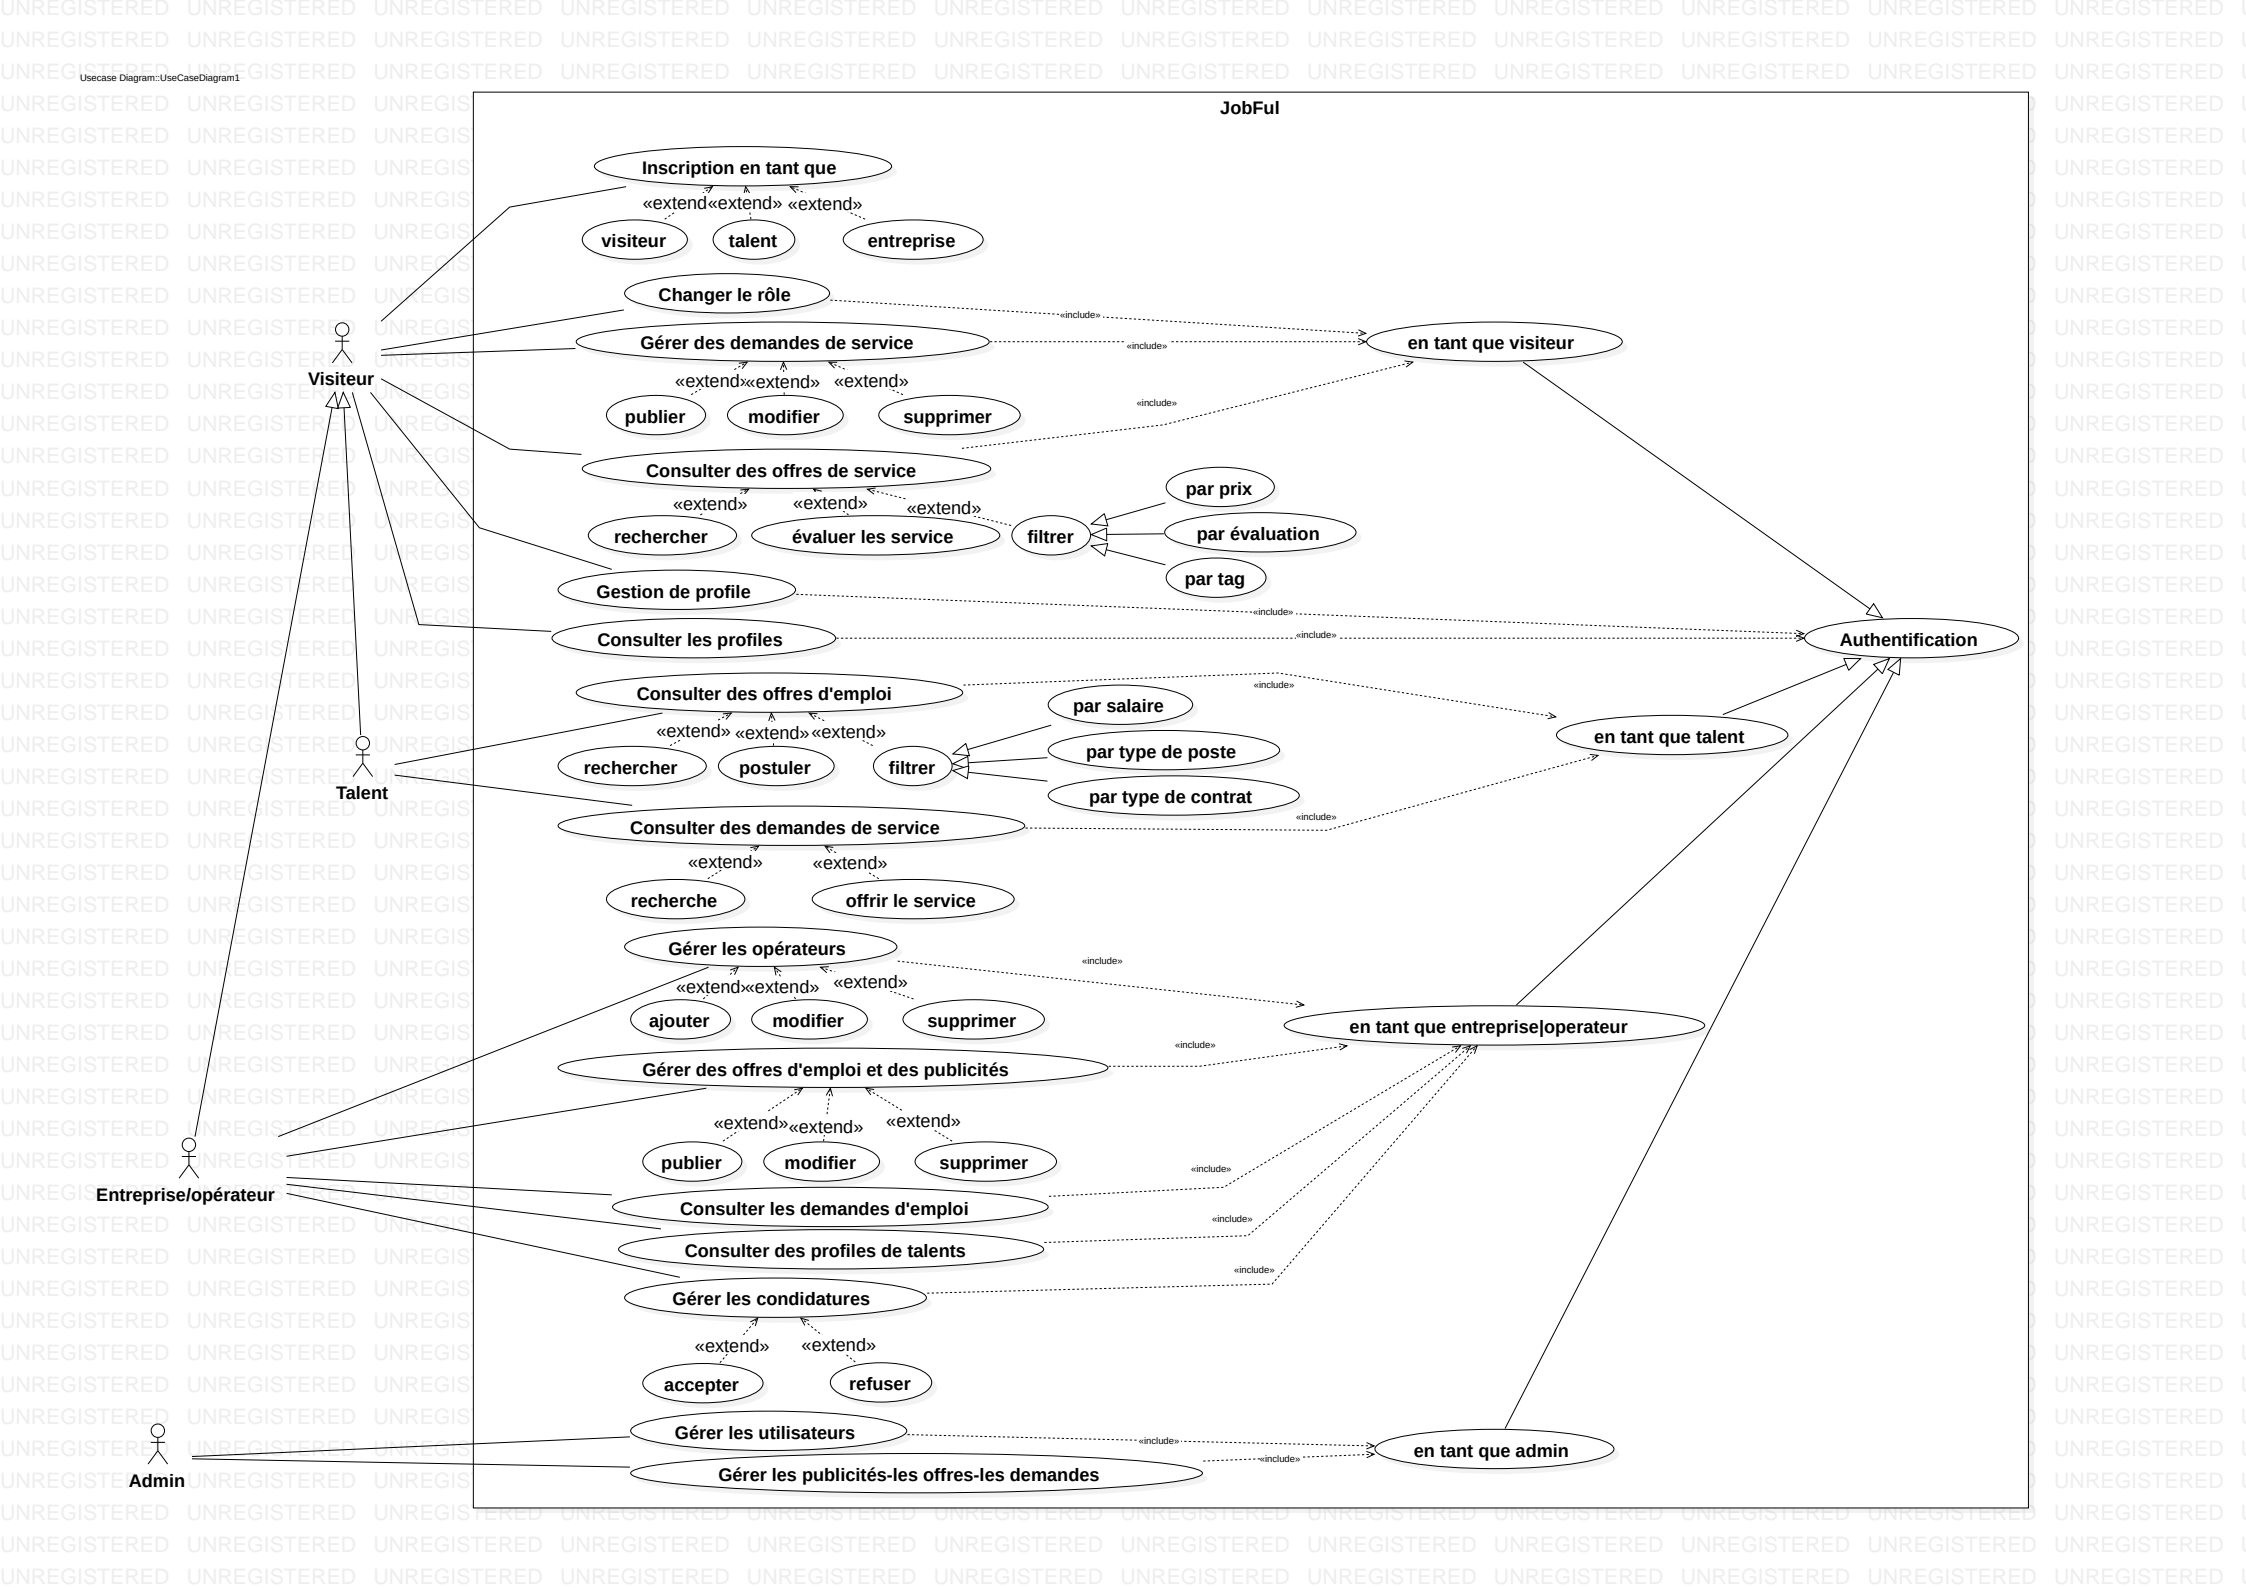 Usecase Diagram::UseCaseDiagram1
JobFul
Inscription en tant que
«extend» «extend» «extend»
visiteur talent entreprise
Changer le rôle
«include»
Gérer des demandes de service
«include»
en tant que visiteur
Visiteur
«extend» «extend» «extend»
publier modifier supprimer
«include»
Consulter des offres de service
«extend» «extend» «extend»
rechercher évaluer les service filtrer
par prix
par évaluation
par tag
Gestion de profile
«include»
Consulter les profiles
«include»
Authentification
Consulter des offres d'emploi
«include»
«extend» «extend» «extend»
rechercher postuler filtrer
par salaire
par type de poste
par type de contrat
en tant que talent
Talent
Consulter des demandes de service
«include»
«extend» «extend»
recherche offrir le service
Gérer les opérateurs
«include»
«extend» «extend» «extend»
ajouter modifier supprimer
en tant que entreprise|operateur
Gérer des offres d'emploi et des publicités
«include»
«extend» «extend» «extend»
publier modifier supprimer
Entreprise/opérateur
Consulter les demandes d'emploi
«include»
Consulter des profiles de talents
«include»
Gérer les condidatures
«include»
«extend» «extend»
accepter refuser
Gérer les utilisateurs
«include»
en tant que admin
Admin
Gérer les publicités-les offres-les demandes
«include»
UNREGISTERED